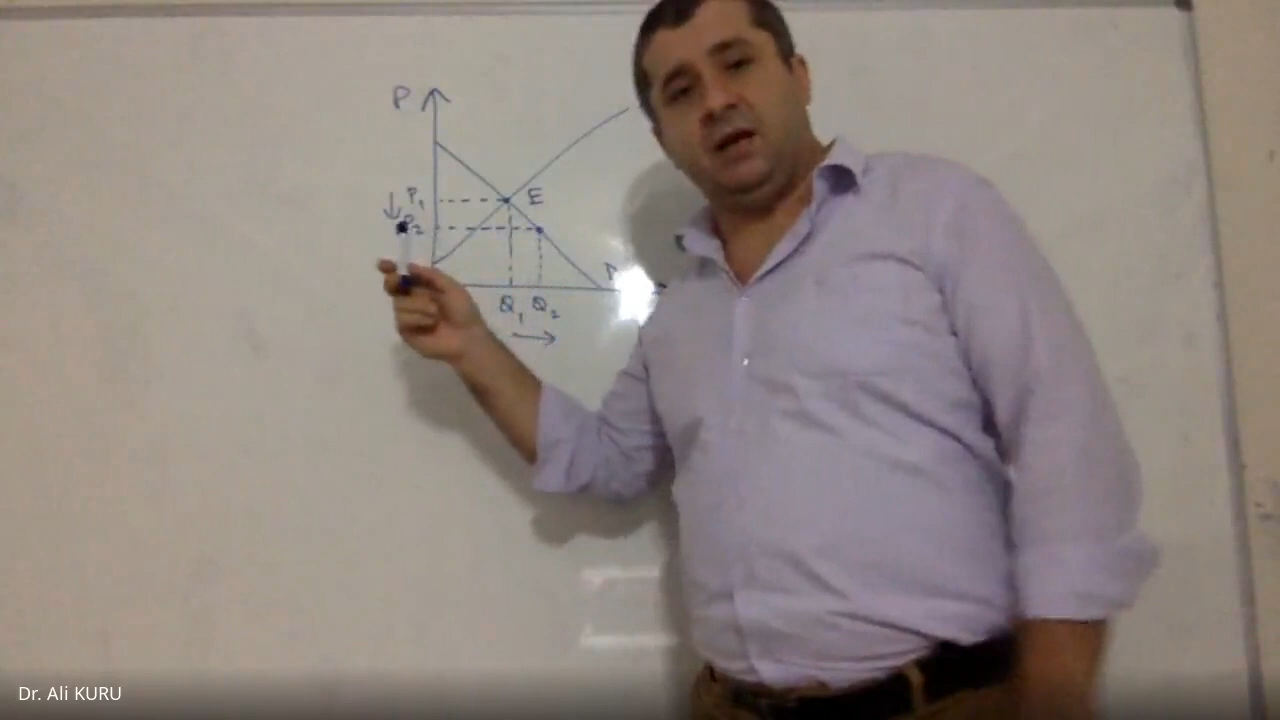 P
P₁
E
P₂
D
Q₁ Q₂
Dr. Ali KURU